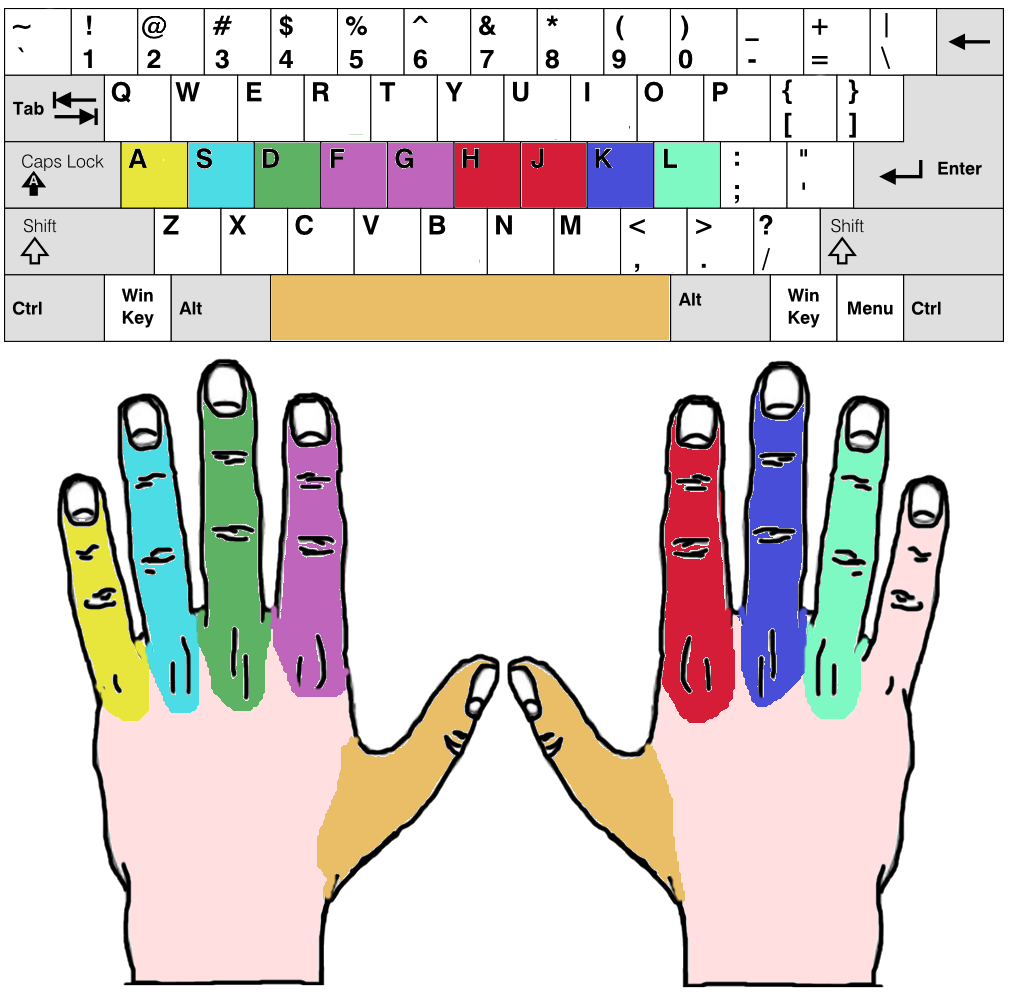 ~ ! @ # $ % ^ & * ( ) _ + |
` 1 2 3 4 5 6 7 8 9 0 - = \
Tab Q W E R T Y U I O P { }
[ ]
Caps Lock A S D F G H J K L : "
A ; ' Enter
Shift Z X C V B N M < > ? Shift
, . /
Ctrl Win Key Alt Alt Win Key Menu Ctrl